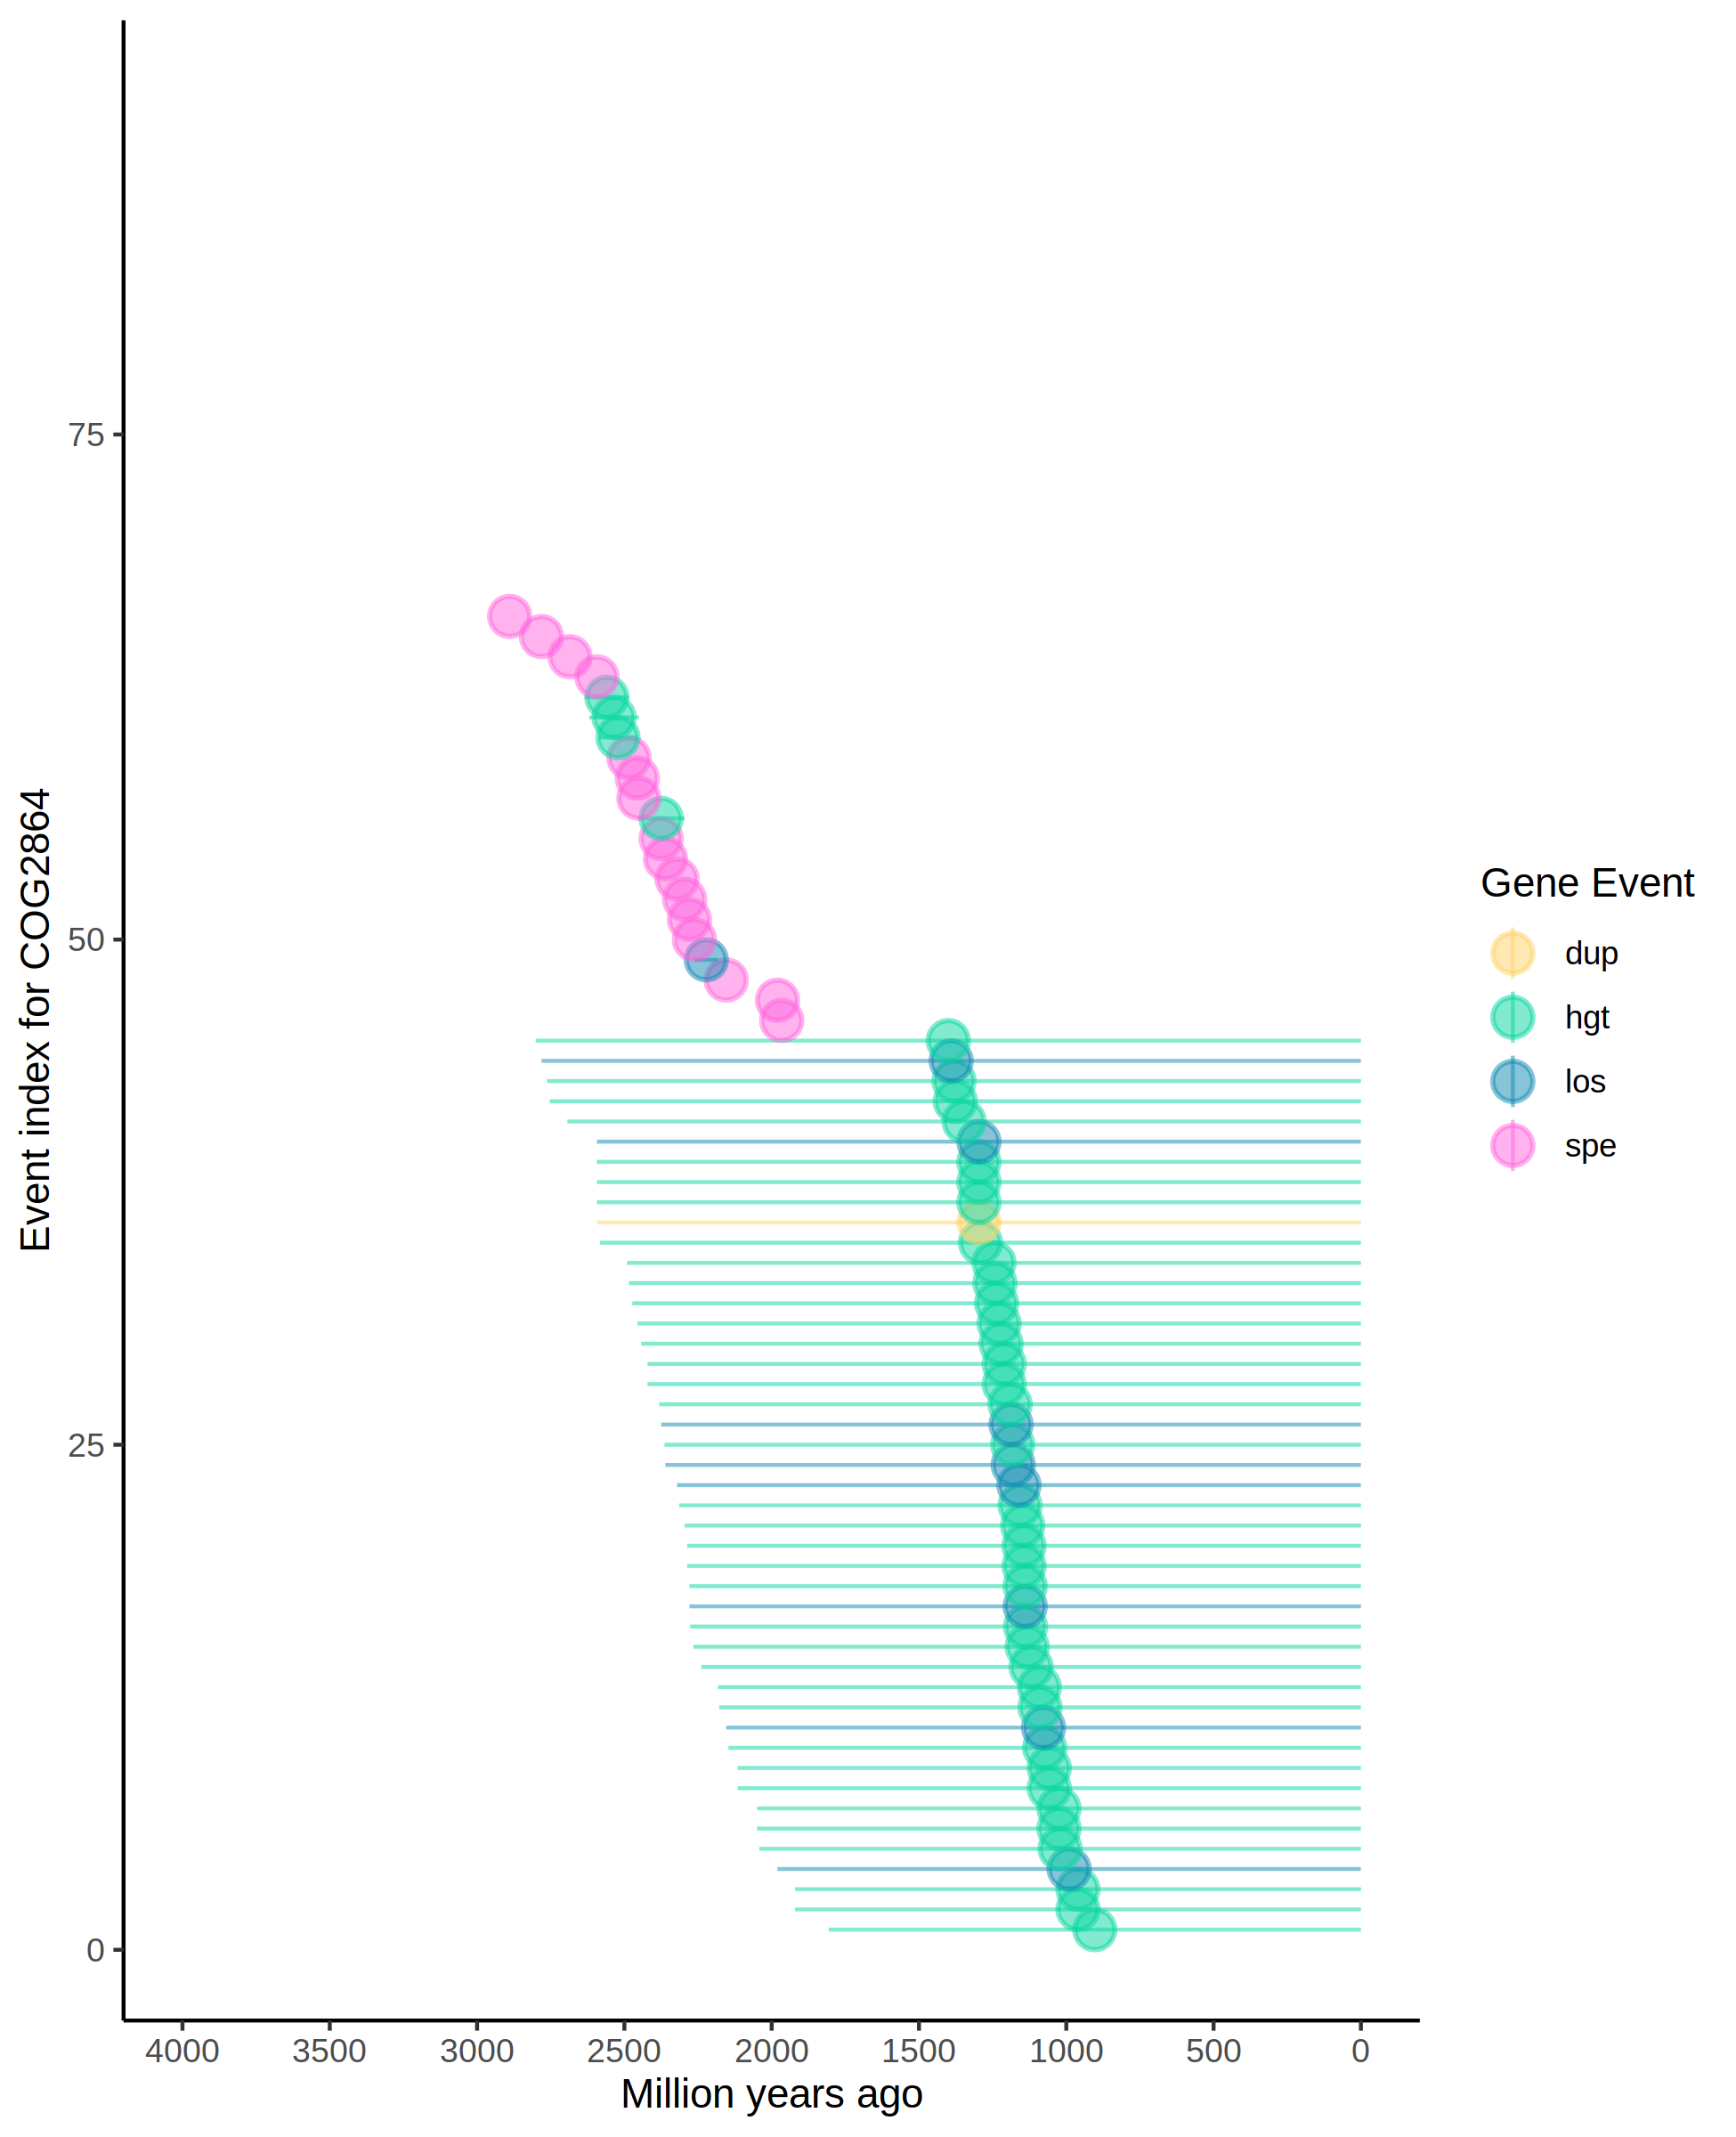 Event index for COG2864
75
50
25
0
4000 3500 3000 2500 2000 1500 1000 500 0
Million years ago
Gene Event
dup
hgt
los
spe